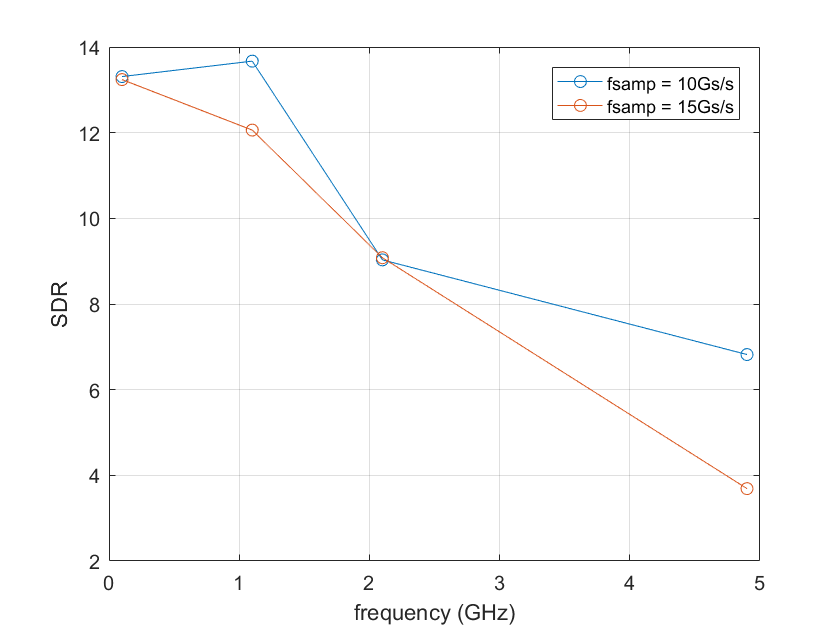 14
12
10
8
6
4
2
SDR
fsamp = 10Gs/s
fsamp = 15Gs/s
0 1 2 3 4 5
frequency (GHz)